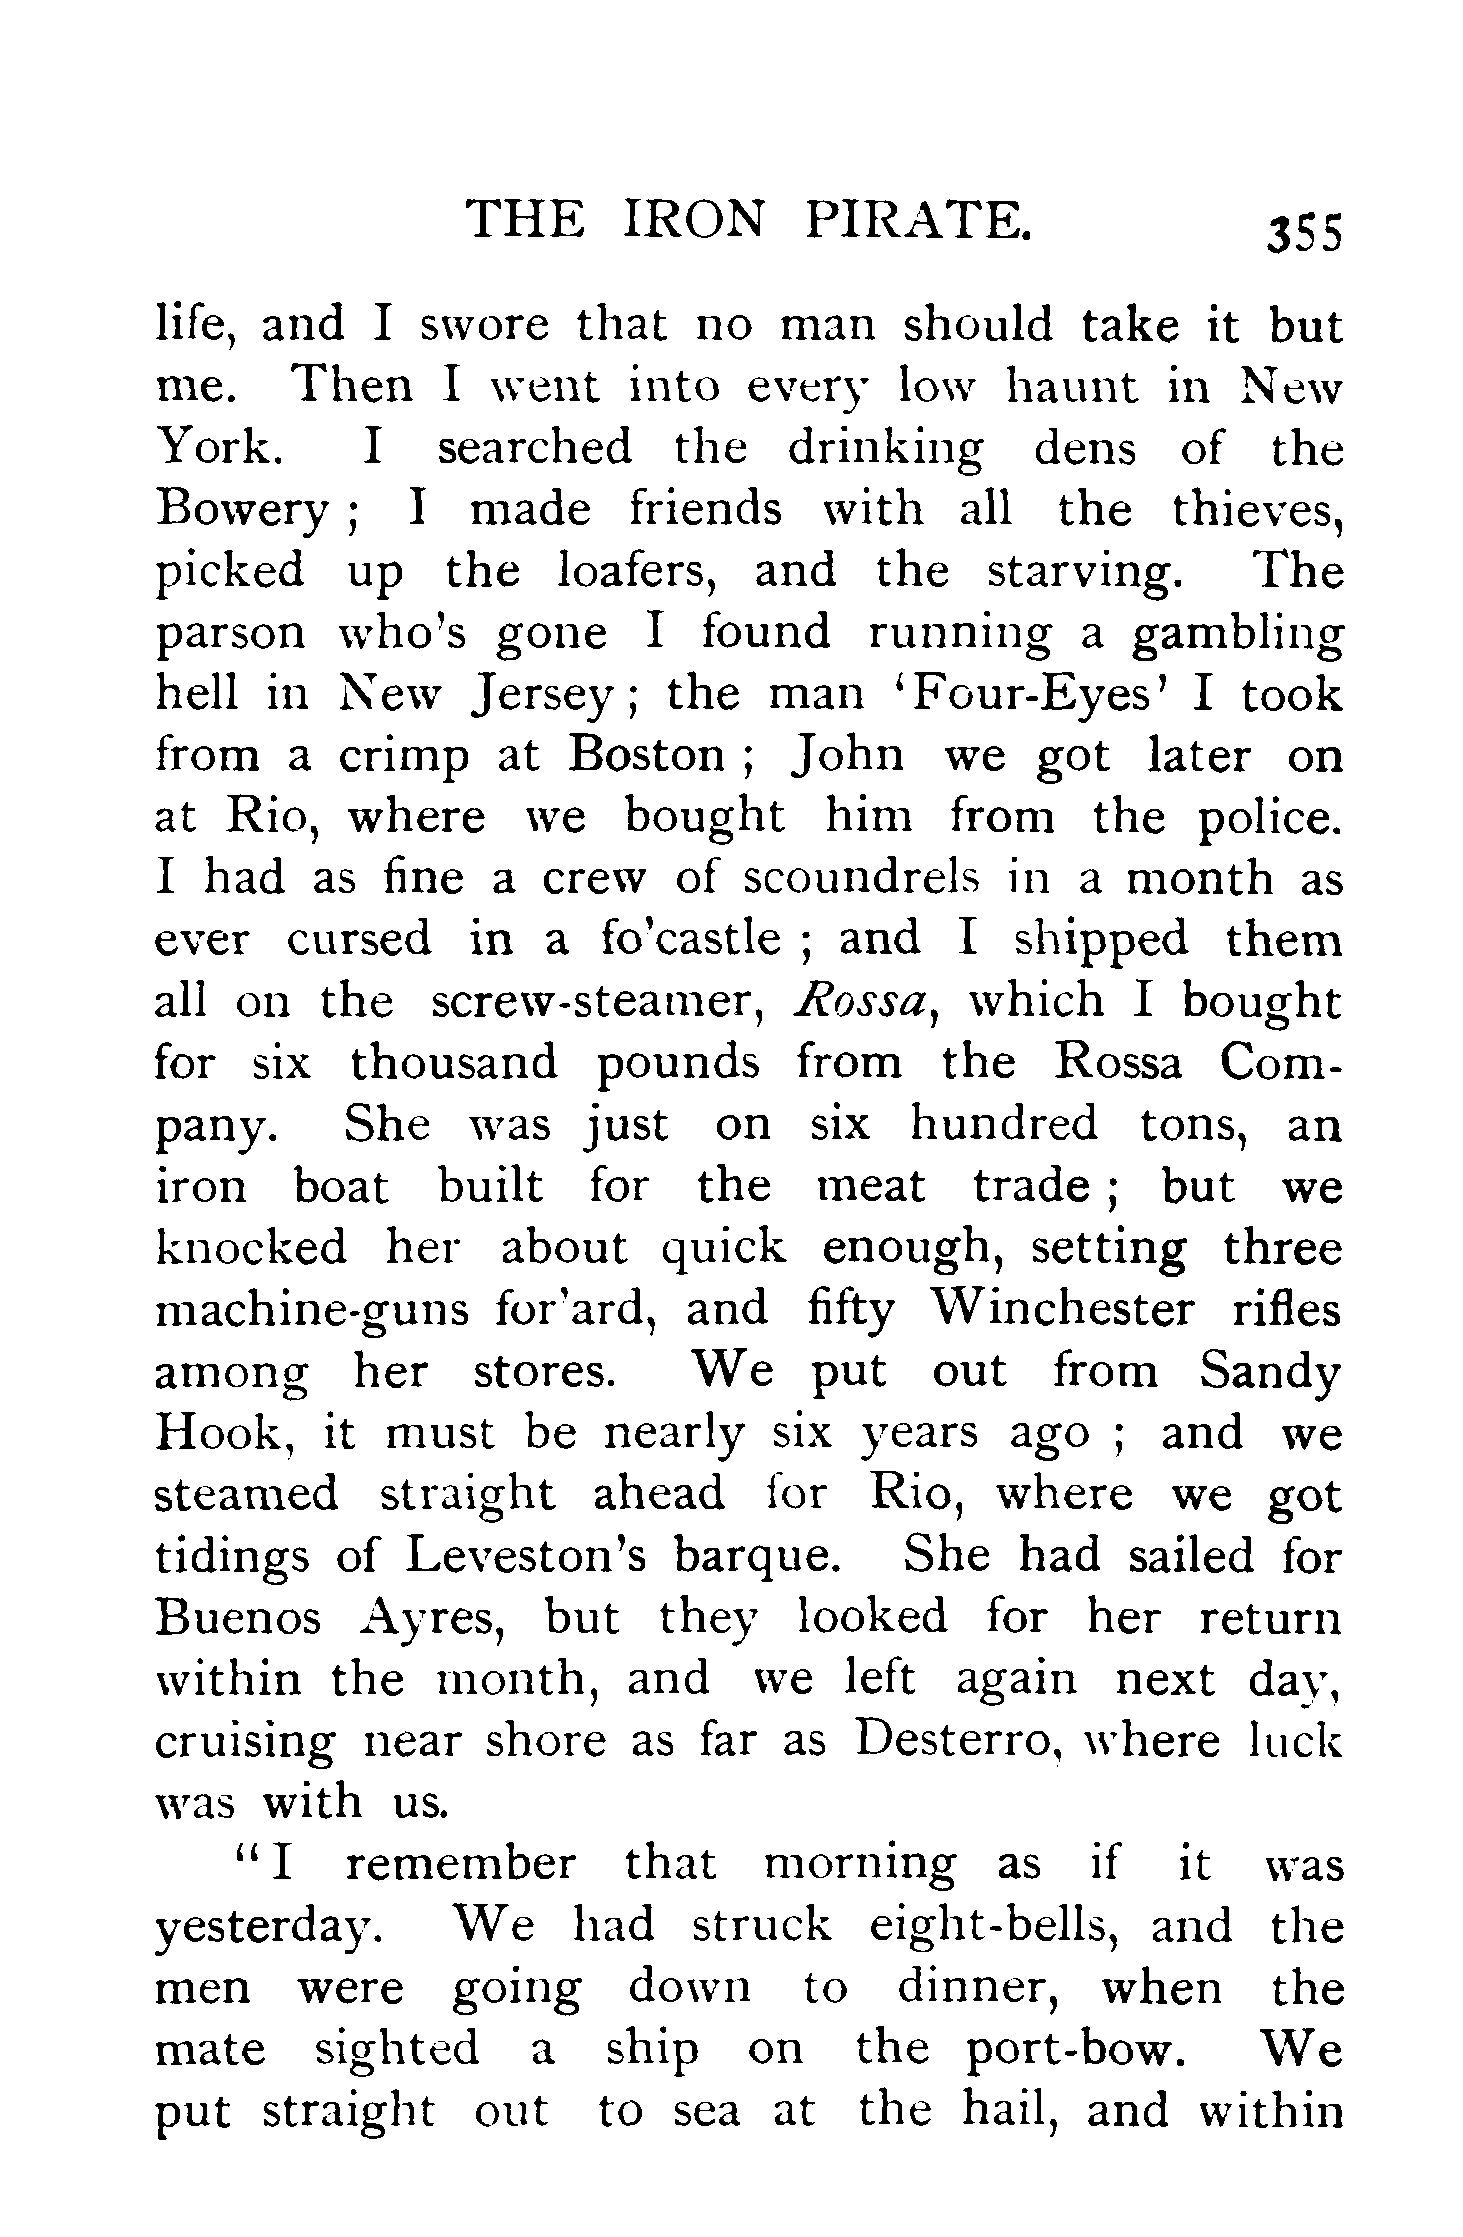 THE IRON PIRATE. 355
life, and I swore that no man should take it but
me. Then I went into every low haunt in New
York. I searched the drinking dens of the
Bowery ; I made friends with all the thieves,
picked up the loafers, and the starving. The
parson who's gone I found running a gambling
hell in New Jersey ; the man ‘Four-Eyes’ I took
from a crimp at Boston ; John we got later on
at Rio, where we bought him from the police.
I had as fine a crew of scoundrels in a month as
ever cursed in a fo'castle ; and I shipped them
all on the screw-steamer, Rossa, which I bought
for six thousand pounds from the Rossa Com-
pany. She was just on six hundred tons, an
iron boat built for the meat trade ; but we
knocked her about quick enough, setting three
machine-guns for'ard, and fifty Winchester rifles
among her stores. We put out from Sandy
Hook, it must be nearly six years ago ; and we
steamed straight ahead for Rio, where we got
tidings of Leveston's barque. She had sailed for
Buenos Ayres, but they looked for her return
within the month, and we left again next day,
cruising near shore as far as Desterro, where luck
was with us.
“ I remember that morning as if it was
yesterday. We had struck eight-bells, and the
men were going down to dinner, when the
mate sighted a ship on the port-bow. We
put straight out to sea at the hail, and within